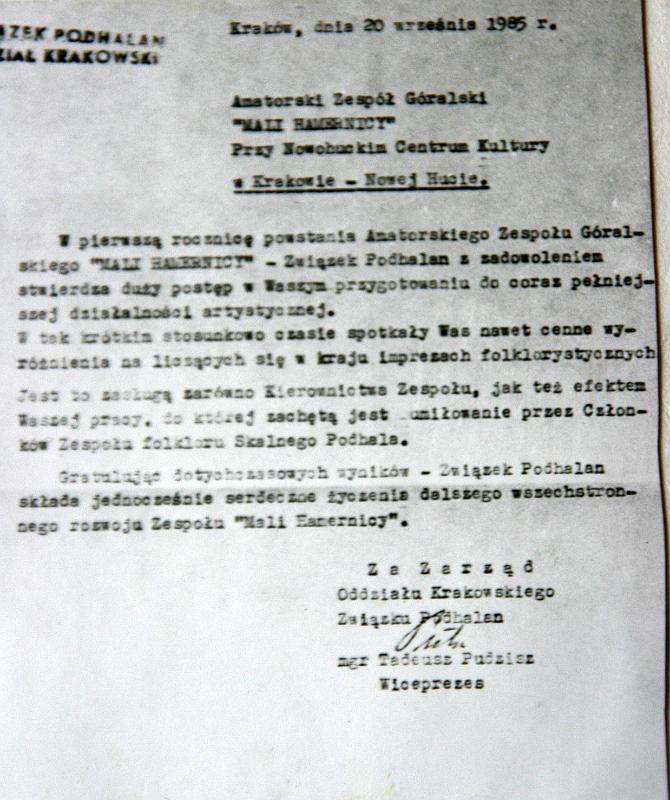 ZEK PODHALAN
ZIAŁ KRAKOWSKI
Kraków, dnia 20 września 1985 r.
Amatorski Zespół Góralski
"MALI HAMERNICY"
Przy Nowohuckim Centrum Kultury
w Krakowie - Nowej Hucie.
W pierwszą rocznicę powstania Amatorskiego Zespołu Góral-
skiego "MALI HAMERNICY" - Związek Podhalan z zadowoleniem
stwierdza duży postęp w Waszym przygotowaniu do coraz pełniej-
szej działalności artystycznej.
W tak krótkim stosunkowo czasie spotkały Was nawet cenne wy-
różnienia na liczących się w kraju imprezach folklorystycznych
Jest to zasługą zarówno Kierownictwa Zespołu, jak też efektem
Waszej pracy, do której zachętą jest umiłowanie przez Człon-
ków Zespołu folkloru Skalnego Podhala.
Gratulując dotychczasowych wyników - Związek Podhalan
składa jednocześnie serdeczne życzenia dalszego wszechstron-
nego rozwoju Zespołu "Mali Hamernicy".
Za Zarząd
Oddziału Krakowskiego
Związku Podhalan
mgr Tadeusz Pudzisz
Wiceprezes